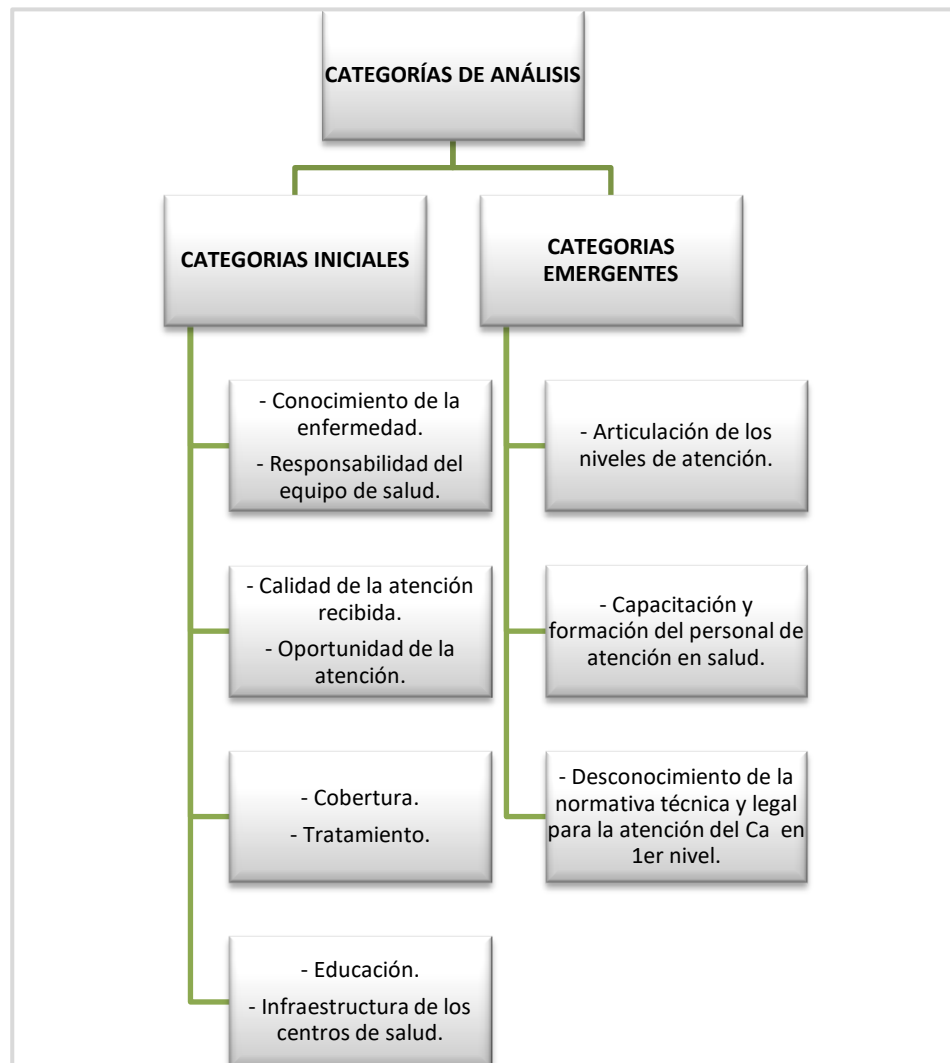 CATEGORÍAS DE ANÁLISIS
CATEGORIAS INICIALES
- Conocimiento de la
enfermedad.
- Responsabilidad del
equipo de salud.
- Calidad de la atención
recibida.
- Oportunidad de la
atención.
- Cobertura.
- Tratamiento.
- Educación.
- Infraestructura de los
centros de salud.
CATEGORIAS
EMERGENTES
- Articulación de los
niveles de atención.
- Capacitación y
formación del personal de
atención en salud.
- Desconocimiento de la
normativa técnica y legal
para la atención del Ca en
1er nivel.